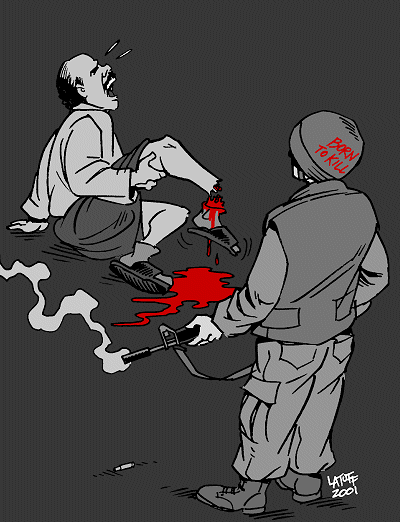 BORN
TO KILL
LATUFF
2001